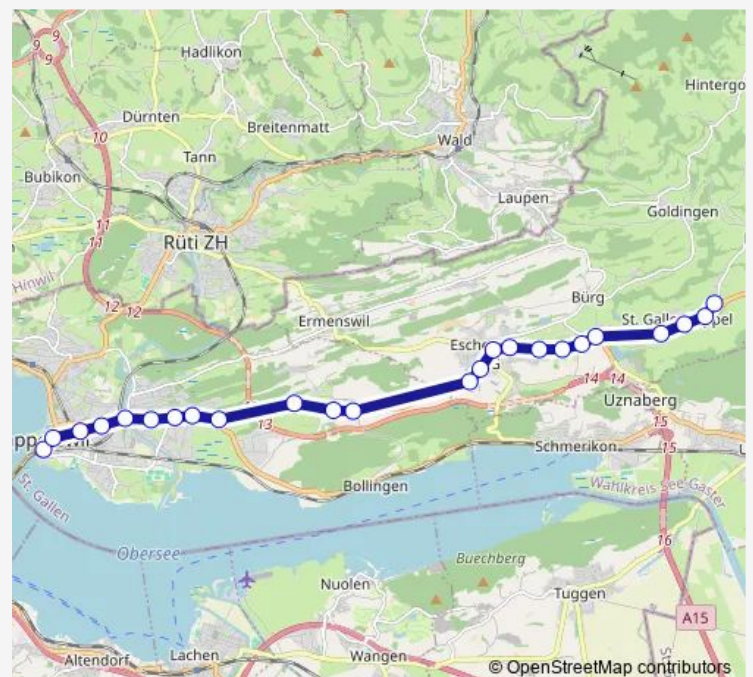 9
9
9
Hadlikon
Hintergo
Dürnten
10
Breitenmatt
Tann
Wald
Bubikon
Laupen
Goldingen
11
11
Rüti ZH
Hinwil
12
12
Bürg
Ermenswil
St. Galle
pel
Esche
14
14
Uznaberg
13
15
15
Schmerikon
St. Gallen
Bollingen
Wahlkreis See-Gaster
Obersee
Buechberg
16
Nuolen
Tuggen
A15
Altendorf
Lachen
Wangen
© OpenStreetMap contributors